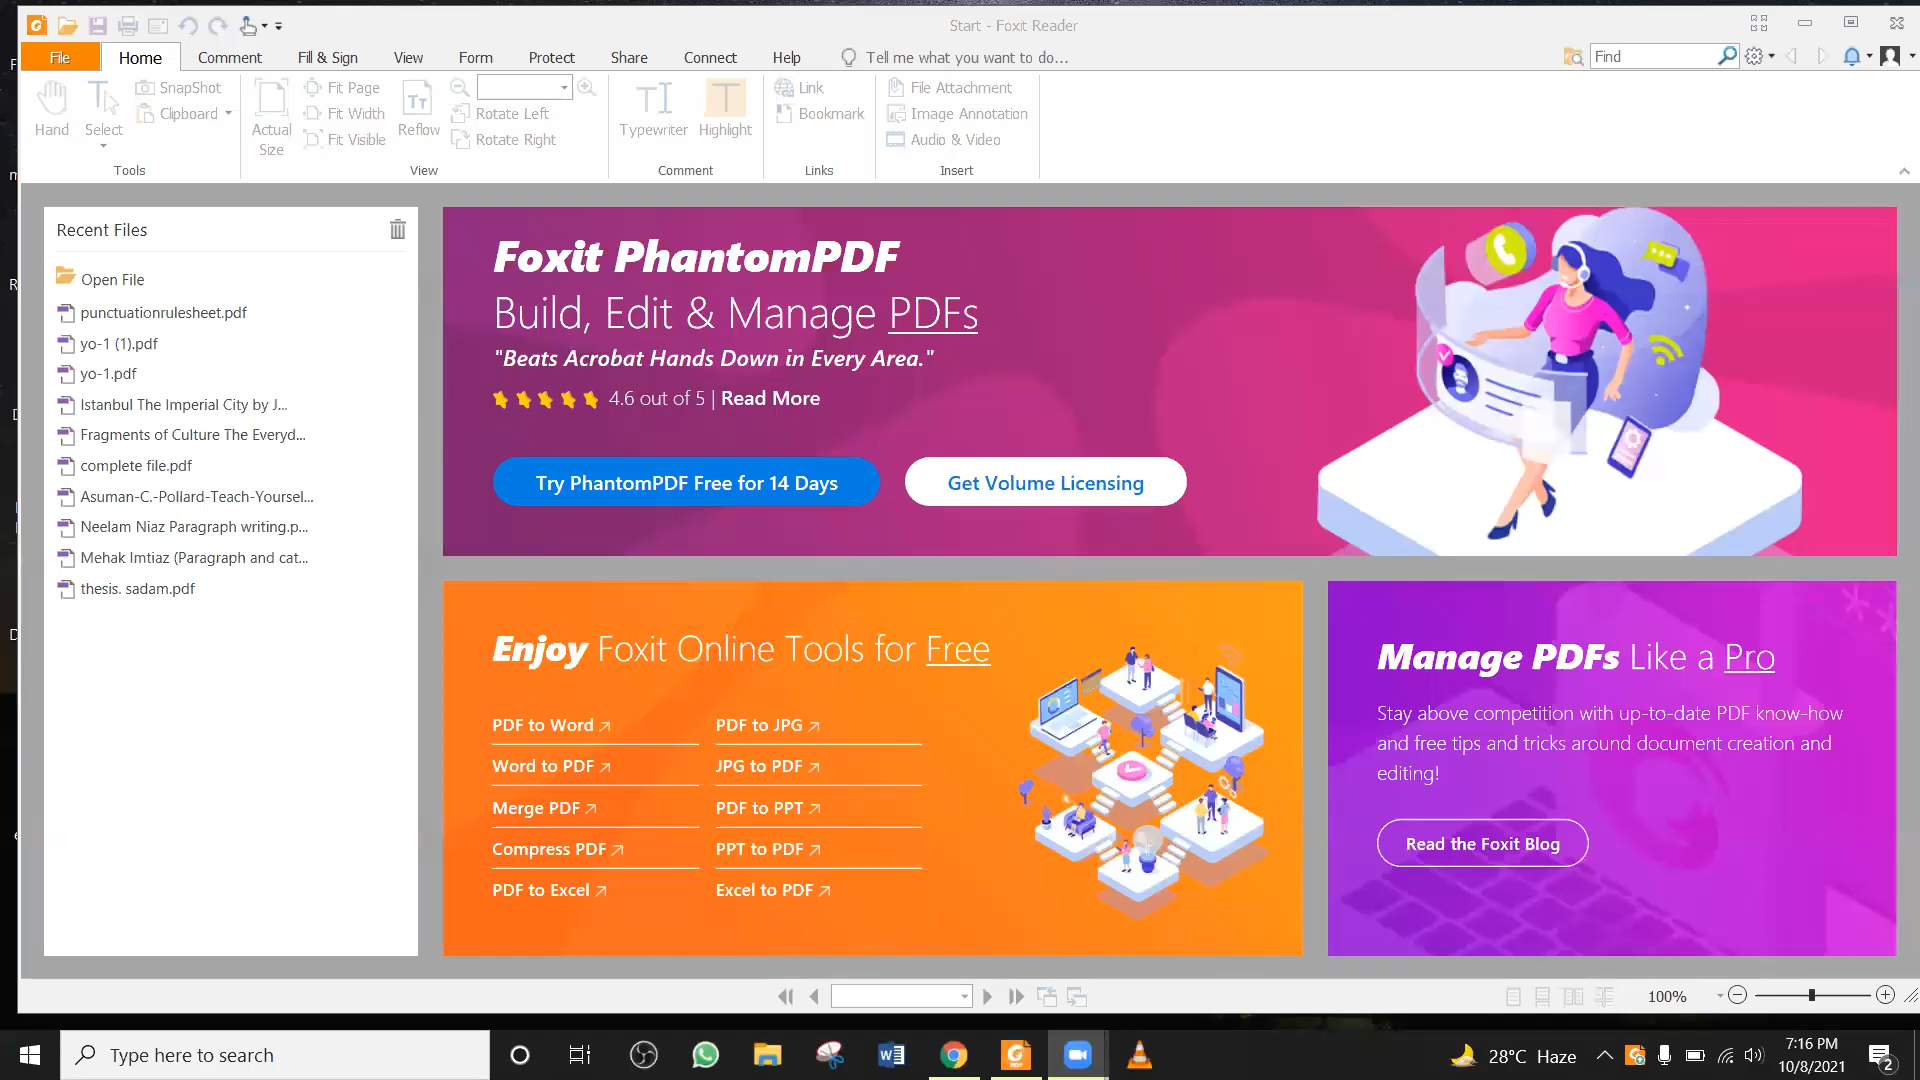 Start - Foxit Reader
File Home Comment Fill & Sign View Form Protect Share Connect Help Tell me what you want to do... Find
Hand
Select
SnapShot
Clipboard
Tools
Actual
Size
Fit Page
Fit Width
Fit Visible
Reflow
Rotate Left
Rotate Right
View
Typewriter
Highlight
Comment
Link
Bookmark
Links
File Attachment
Image Annotation
Audio & Video
Insert
Recent Files
Open File
punctuationrulesheet.pdf
yo-1 (1).pdf
yo-1.pdf
Istanbul The Imperial City by J...
Fragments of Culture The Everyd...
complete file.pdf
Asuman-C.-Pollard-Teach-Yoursel...
Neelam Niaz Paragraph writing.p...
Mehak Imtiaz (Paragraph and cat...
thesis. sadam.pdf
Foxit PhantomPDF
Build, Edit & Manage PDFs
"Beats Acrobat Hands Down in Every Area."
4.6 out of 5 | Read More
Try PhantomPDF Free for 14 Days
Get Volume Licensing
Enjoy Foxit Online Tools for Free
PDF to Word PDF to JPG
Word to PDF JPG to PDF
Merge PDF PDF to PPT
Compress PDF PPT to PDF
PDF to Excel Excel to PDF
Manage PDFs Like a Pro
Stay above competition with up-to-date PDF know-how
and free tips and tricks around document creation and
editing!
Read the Foxit Blog
100%
Type here to search
28°C Haze
7:16 PM
10/8/2021
2